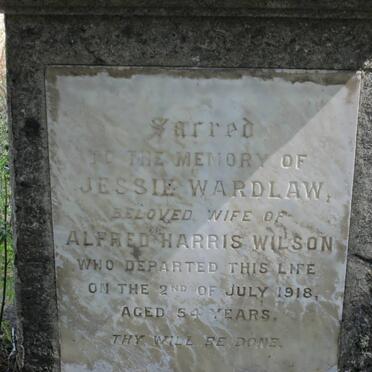 Sacred
TO THE MEMORY OF
JESSIE WARDLAW,
BELOVED WIFE OF
ALFRED HARRIS WILSON
WHO DEPARTED THIS LIFE
ON THE 2ND OF JULY 1918,
AGED 54 YEARS.
THY WILL BE DONE.